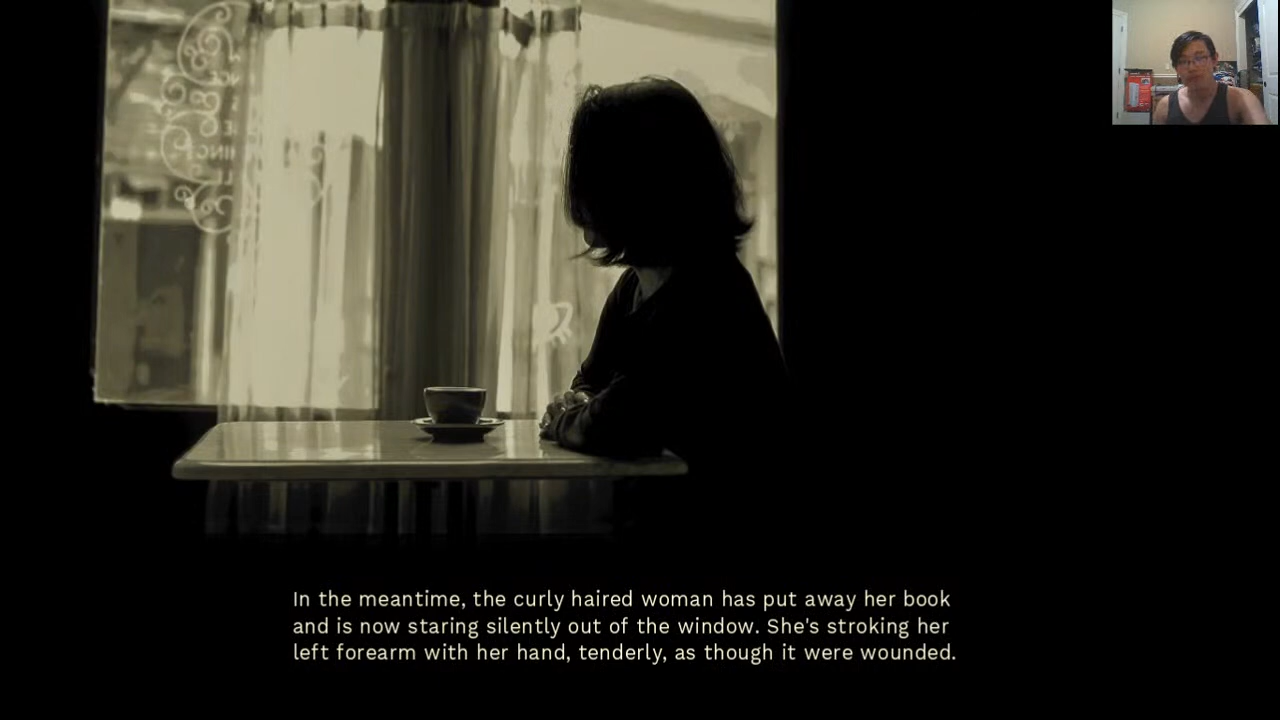 In the meantime, the curly haired woman has put away her book
and is now staring silently out of the window. She's stroking her
left forearm with her hand, tenderly, as though it were wounded.